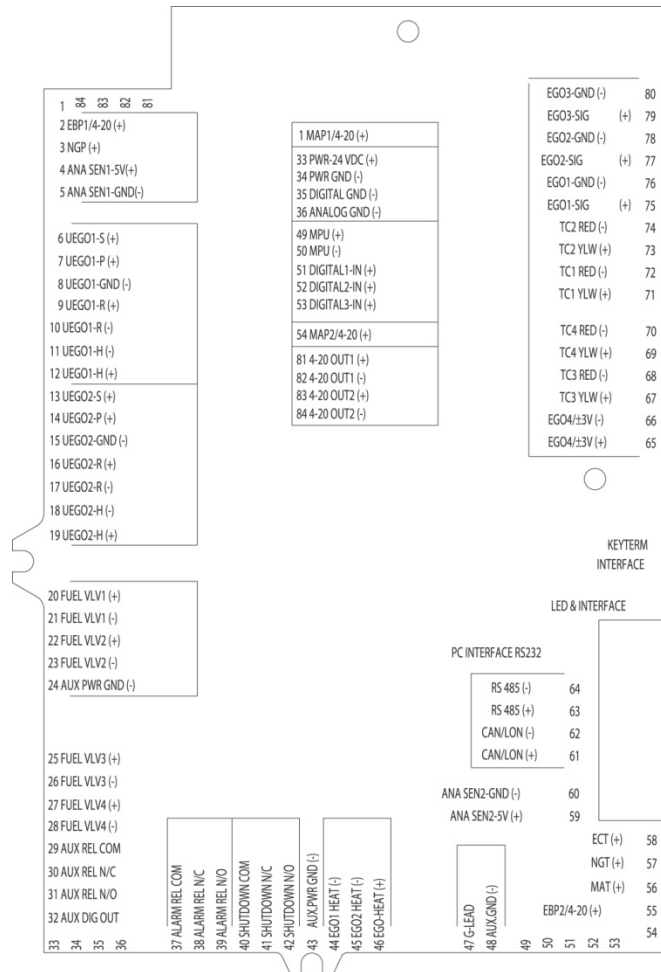 1 84 83 82 81
2 EBP1/4-20 (+)
3 NGP (+)
4 ANA SEN1-5V(+)
5 ANA SEN1-GND(-)
6 UEGO1-S (+)
7 UEGO1-P (+)
8 UEGO1-GND (-)
9 UEGO1-R (+)
10 UEGO1-R (-)
11 UEGO1-H (-)
12 UEGO1-H (+)
13 UEGO2-S (+)
14 UEGO2-P (+)
15 UEGO2-GND (-)
16 UEGO2-R (+)
17 UEGO2-R (-)
18 UEGO2-H (-)
19 UEGO2-H (+)
20 FUEL VLV1 (+)
21 FUEL VLV1 (-)
22 FUEL VLV2 (+)
23 FUEL VLV2 (-)
24 AUX PWR GND (-)
25 FUEL VLV3 (+)
26 FUEL VLV3 (-)
27 FUEL VLV4 (+)
28 FUEL VLV4 (-)
29 AUX REL COM
30 AUX REL N/C
31 AUX REL N/O
32 AUX DIG OUT
33 34 35 36
37 ALARM REL COM
38 ALARM REL N/C
39 ALARM REL N/O
40 SHUTDOWN COM
41 SHUTDOWN N/C
42 SHUTDOWN N/O
43 AUX.PWR GND (-)
44 EGO1 HEAT (-)
45 EGO2 HEAT (-)
46 EGO-HEAT (+)
47 G-LEAD
48 AUX.GND (-)
49 50 51 52 53
1 MAP1/4-20 (+)
33 PWR-24 VDC (+)
34 PWR GND (-)
35 DIGITAL GND (-)
36 ANALOG GND (-)
49 MPU (+)
50 MPU (-)
51 DIGITAL1-IN (+)
52 DIGITAL2-IN (+)
53 DIGITAL3-IN (+)
54 MAP2/4-20 (+)
81 4-20 OUT1 (+)
82 4-20 OUT1 (-)
83 4-20 OUT2 (+)
84 4-20 OUT2 (-)
EGO3-GND (-) 80
EGO3-SIG (+) 79
EGO2-GND (-) 78
EGO2-SIG (+) 77
EGO1-GND (-) 76
EGO1-SIG (+) 75
TC2 RED (-) 74
TC2 YLW (+) 73
TC1 RED (-) 72
TC1 YLW (+) 71
TC4 RED (-) 70
TC4 YLW (+) 69
TC3 RED (-) 68
TC3 YLW (+) 67
EGO4/±3V (-) 66
EGO4/±3V (+) 65
KEYTERM
INTERFACE
LED & INTERFACE
PC INTERFACE RS232
RS 485 (-) 64
RS 485 (+) 63
CAN/LON (-) 62
CAN/LON (+) 61
ANA SEN2-GND (-) 60
ANA SEN2-5V (+) 59
ECT (+) 58
NGT (+) 57
MAT (+) 56
EBP2/4-20 (+) 55
54